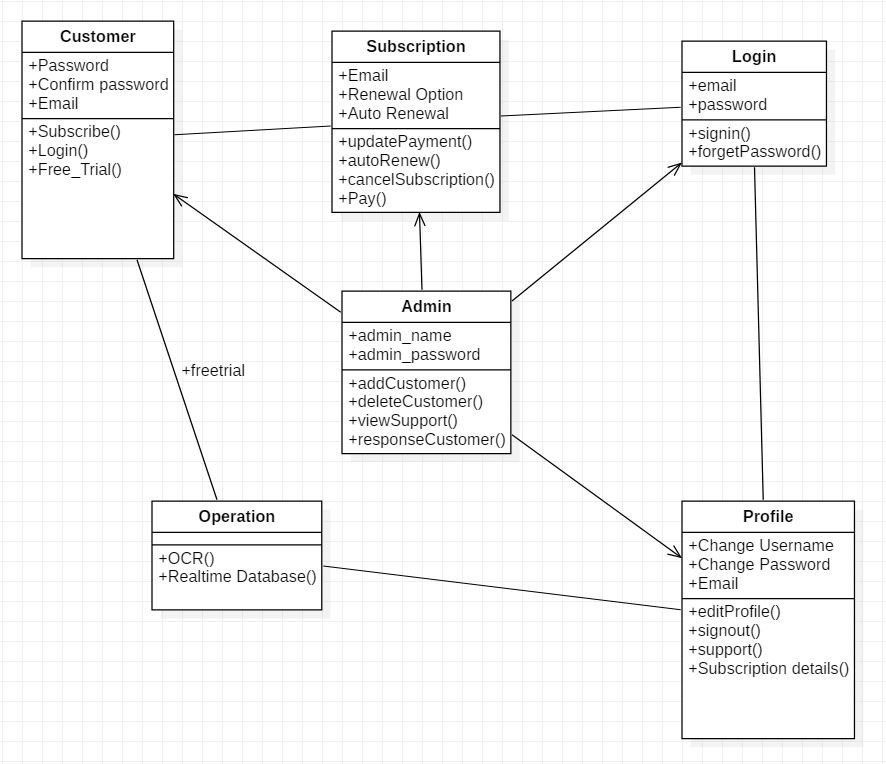 Customer
+Password
+Confirm password
+Email
+Subscribe()
+Login()
+Free_Trial()
Subscription
+Email
+Renewal Option
+Auto Renewal
+updatePayment()
+autoRenew()
+cancelSubscription()
+Pay()
Login
+email
+password
+signin()
+forgetPassword()
Admin
+admin_name
+admin_password
+addCustomer()
+deleteCustomer()
+viewSupport()
+responseCustomer()
+freetrial
Operation
+OCR()
+Realtime Database()
Profile
+Change Username
+Change Password
+Email
+editProfile()
+signout()
+support()
+Subscription details()